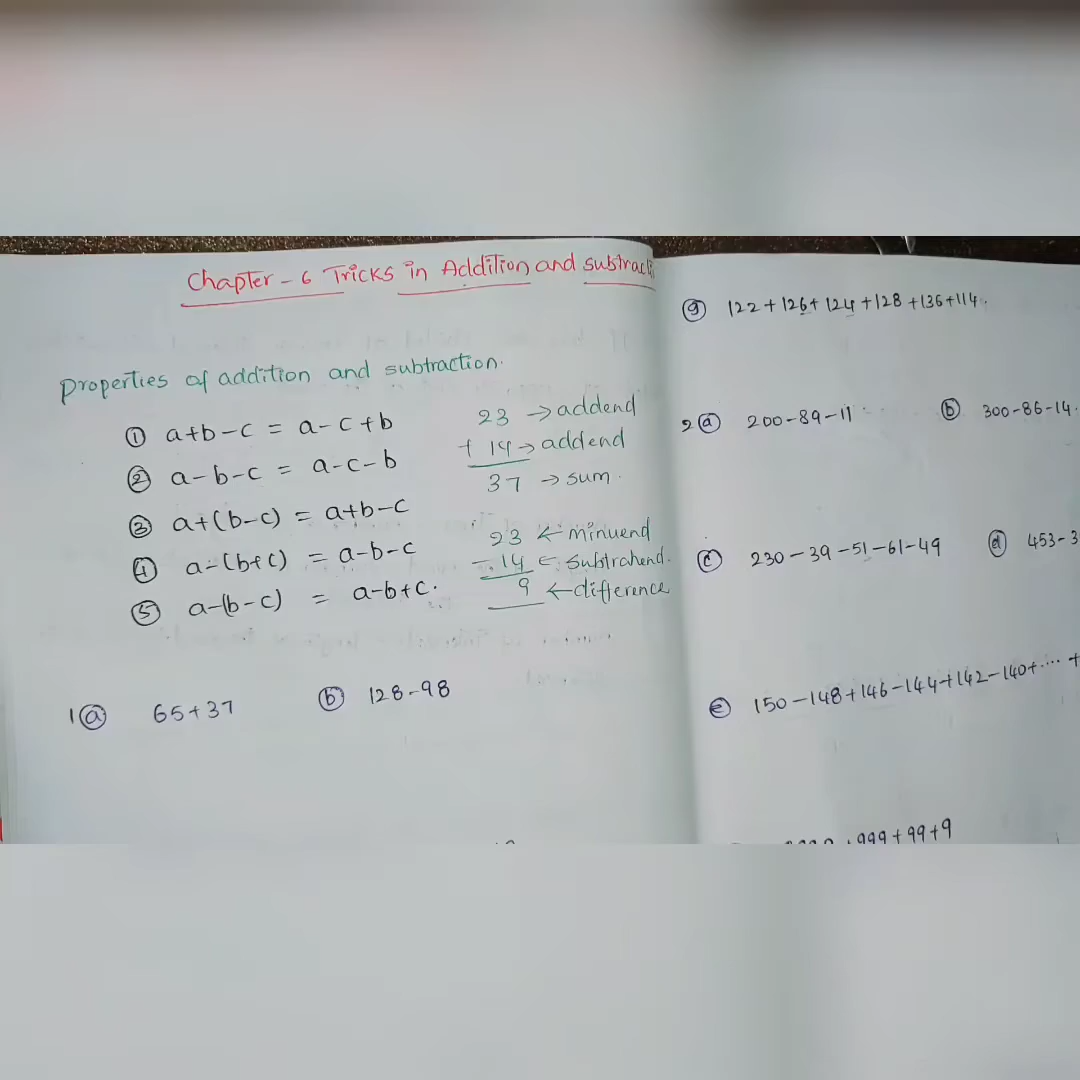 Chapter - 6 Tricks in Addition and
Properties of addition and subtraction.
① a+b-c = a-c+b
② a-b-c = a-c-b
③ a+(b-c) = a+b-c
④ a-(b+c) = a-b-c
⑤ a-(b-c) = a-b+c.
23 → addend
+ 14 → addend
37 → sum.
23 ← minuend
- 14 ← subtrahend.
9 ← difference
1 ⓐ 65+37 ⓑ 128-98
ⓖ 122+126+124+128+136+114.
2 ⓐ 200-89-11 ⓑ 300-86-14.
ⓒ 230-39-51-61-49 ⓓ 453-3
ⓔ 150-148+146-144+142-140+....+
+999+99+9